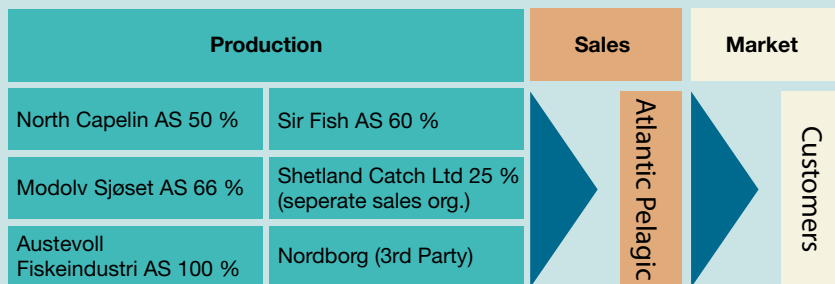 Production
Sales
Market
North Capelin AS 50 %
Sir Fish AS 60 %
Modolv Sjøset AS 66 %
Shetland Catch Ltd 25 %
(seperate sales org.)
Austevoll
Fiskeindustri AS 100 %
Nordborg (3rd Party)
Atlantic Pelagic
Customers